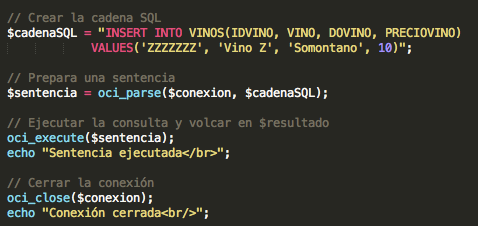 // Crear la cadena SQL
$cadenaSQL = "INSERT INTO VINOS(IDVINO, VINO, DOVINO, PRECIOVINO)
VALUES('ZZZZZZZ', 'Vino Z', 'Somontano', 10)";
// Prepara una sentencia
$sentencia = oci_parse($conexion, $cadenaSQL);
// Ejecutar la consulta y volcar en $resultado
oci_execute($sentencia);
echo "Sentencia ejecutada</br>";
// Cerrar la conexión
oci_close($conexion);
echo "Conexión cerrada<br/>";